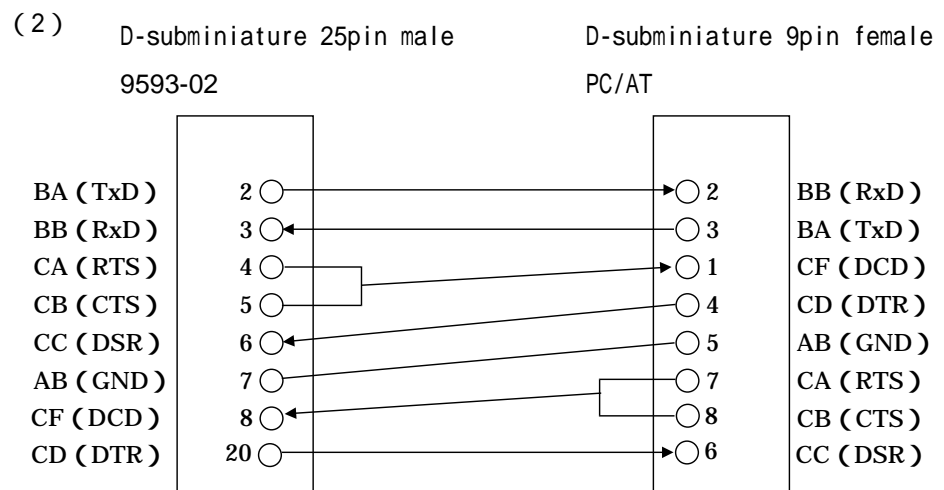 (2) D-subminiature 25pin male D-subminiature 9pin female
9593-02 PC/AT
BA (TxD) 2 2 BB (RxD)
BB (RxD) 3 3 BA (TxD)
CA (RTS) 4 1 CF (DCD)
CB (CTS) 5 4 CD (DTR)
CC (DSR) 6 5 AB (GND)
AB (GND) 7 7 CA (RTS)
CF (DCD) 8 8 CB (CTS)
CD (DTR) 20 6 CC (DSR)